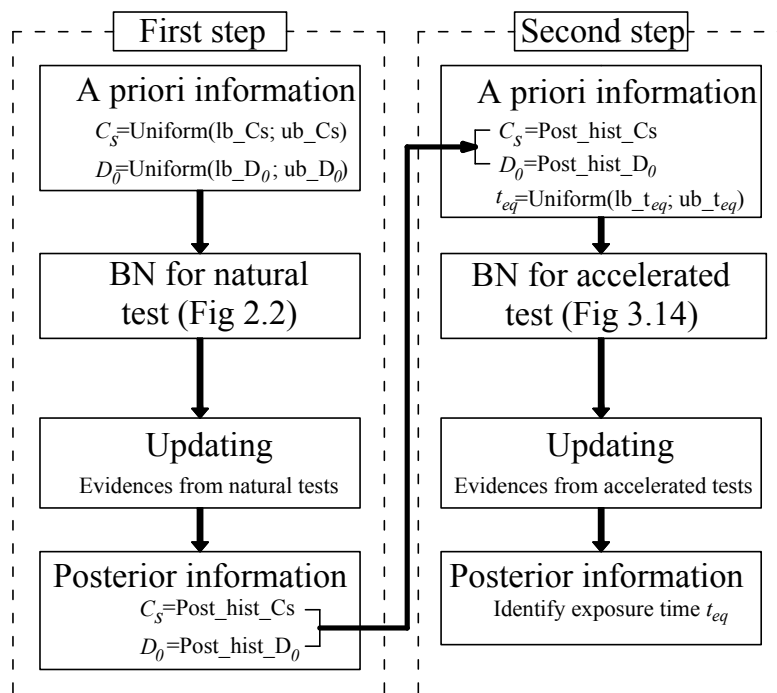 First step
A priori information
Cs=Uniform(lb_Cs; ub_Cs)
D0=Uniform(lb_D0; ub_D0)
BN for natural
test (Fig 2.2)
Updating
Evidences from natural tests
Posterior information
Cs=Post_hist_Cs
D0=Post_hist_D0
Second step
A priori information
Cs=Post_hist_Cs
D0=Post_hist_D0
teq=Uniform(lb_teq; ub_teq)
BN for accelerated
test (Fig 3.14)
Updating
Evidences from accelerated tests
Posterior information
Identify exposure time teq